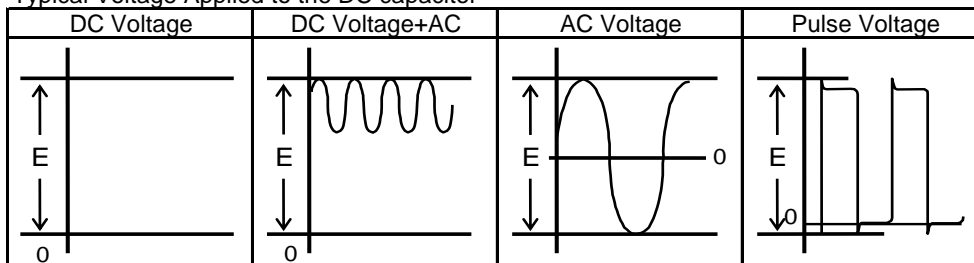 Typical Voltage Applied to the DC capacitor
DC Voltage DC Voltage+AC AC Voltage Pulse Voltage
E E E 0 E 0
0 0